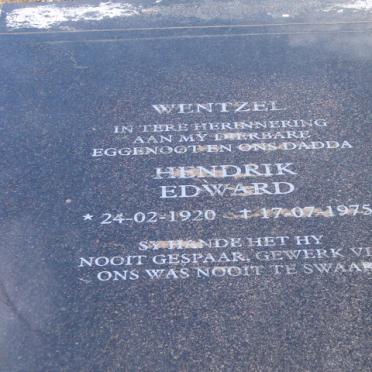 WENTZEL
IN TERE HERINNERING
AAN MY DIERBARE
EGGENOOT EN ONS DADDA
HENDRIK
EDWARD
* 24-02-1920 ✝ 17-07-1975
SY HANDE HET HY
NOOIT GESPAAR, GEWERK VI
ONS WAS NOOIT TE SWAAR